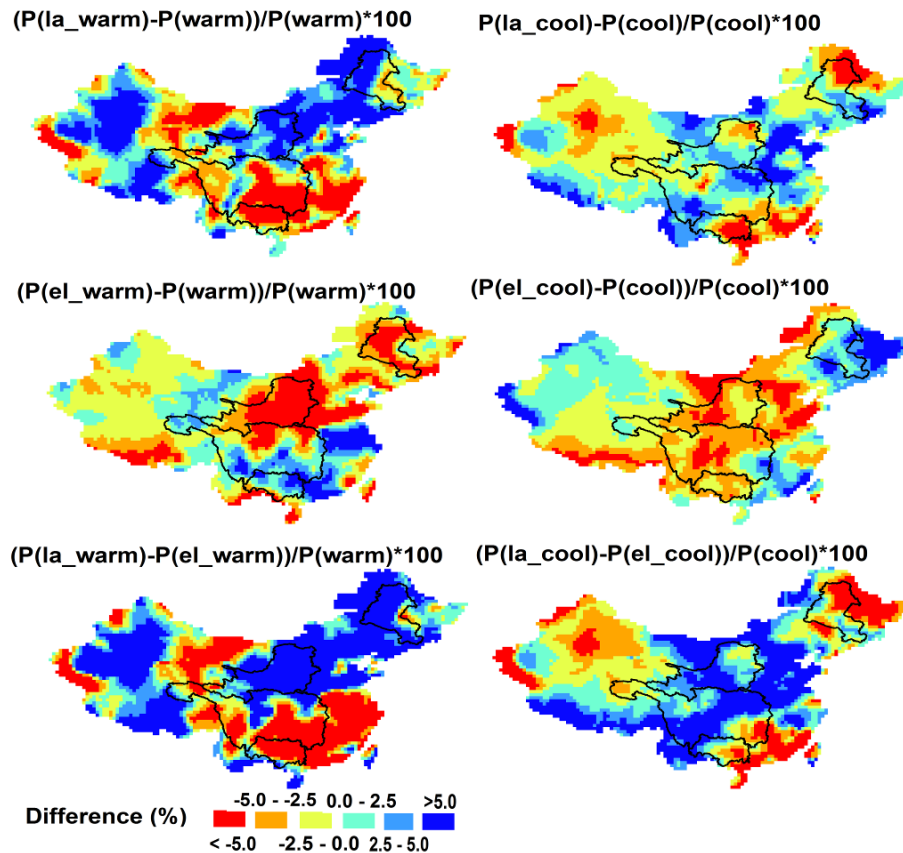 (P(la_warm)-P(warm))/P(warm)*100
P(la_cool)-P(cool)/P(cool)*100
(P(el_warm)-P(warm))/P(warm)*100
(P(el_cool)-P(cool))/P(cool)*100
(P(la_warm)-P(el_warm))/P(warm)*100
(P(la_cool)-P(el_cool))/P(cool)*100
-5.0 - -2.5 0.0 - 2.5 >5.0
Difference (%)
< -5.0 -2.5 - 0.0 2.5 - 5.0